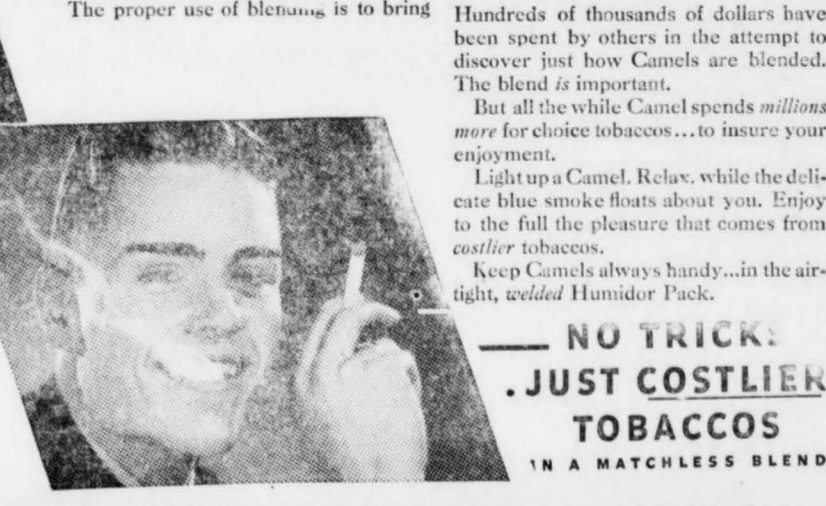 The proper use of blending is to bring
Hundreds of thousands of dollars have
been spent by others in the attempt to
discover just how Camels are blended.
The blend is important.
But all the while Camel spends millions
more for choice tobaccos...to insure your
enjoyment.
Light up a Camel. Relax. while the deli-
cate blue smoke floats about you. Enjoy
to the full the pleasure that comes from
costlier tobaccos.
Keep Camels always handy...in the air-
tight, welded Humidor Pack.
NO TRICKS
.JUST COSTLIER
TOBACCOS
IN A MATCHLESS BLEND